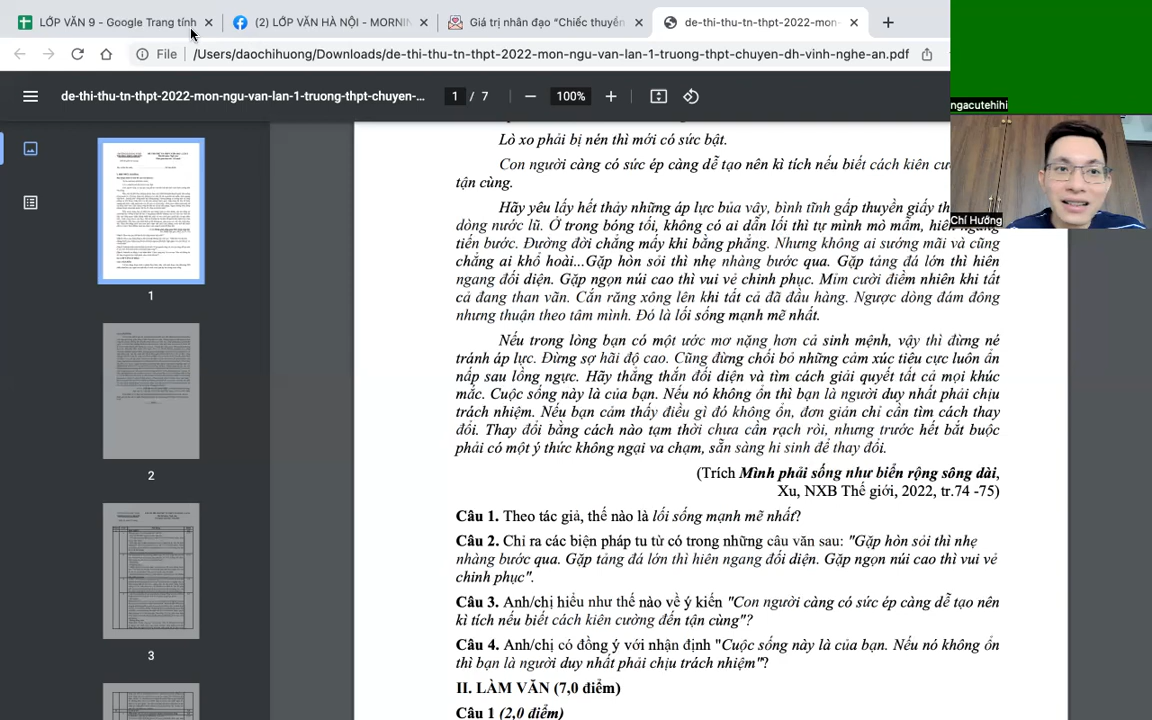 LỚP VĂN 9 - Google Trang tính
(2) LỚP VĂN HÀ NỘI - MORNIN
Giá trị nhân đạo "Chiếc thuyền
de-thi-thu-tn-thpt-2022-mon-
File
/Users/daochihuong/Downloads/de-thi-thu-tn-thpt-2022-mon-ngu-van-lan-1-truong-thpt-chuyen-dh-vinh-nghe-an.pdf
de-thi-thu-tn-thpt-2022-mon-ngu-van-lan-1-truong-thpt-chuyen-...
1 / 7
100%
ngacutehihi
Chí Hướng
1
2
3
Lò xo phải bị nén thì mới có sức bật.
Con người càng có sức ép càng dễ tạo nên kì tích nếu biết cách kiên cư
tận cùng.
Hãy yêu lấy hết thảy những áp lực bủa vây, bình tĩnh gấp thuyền giấy th
dòng nước lũ. Ở trong bóng tối, không có ai dẫn lối thì tự mình mò mẫm, hiên ngang
tiến bước. Đường đời chẳng mấy khi bằng phẳng. Nhưng không ai sướng mãi và cũng
chẳng ai khổ hoài...Gặp hòn sỏi thì nhẹ nhàng bước qua. Gặp tảng đá lớn thì hiên
ngang đối diện. Gặp ngọn núi cao thì vui vẻ chinh phục. Mỉm cười điềm nhiên khi tất
cả đang than vãn. Cắn răng xông lên khi tất cả đã đầu hàng. Ngược dòng đám đông
nhưng thuận theo tâm mình. Đó là lối sống mạnh mẽ nhất.
Nếu trong lòng bạn có một ước mơ nặng hơn cả sinh mệnh, vậy thì đừng né
tránh áp lực. Đừng sợ hãi độ cao. Cũng đừng chối bỏ những cảm xúc tiêu cực luôn ẩn
nấp sau lồng ngực. Hãy thẳng thắn đối diện và tìm cách giải quyết tất cả mọi khúc
mắc. Cuộc sống này là của bạn. Nếu nó không ổn thì bạn là người duy nhất phải chịu
trách nhiệm. Nếu bạn cảm thấy điều gì đó không ổn, đơn giản chỉ cần tìm cách thay
đổi. Thay đổi bằng cách nào tạm thời chưa cần rạch ròi, nhưng trước hết bắt buộc
phải có một ý thức không ngại va chạm, sẵn sàng hi sinh để thay đổi.
(Trích Mình phải sống như biển rộng sông dài,
Xu, NXB Thế giới, 2022, tr.74 -75)
Câu 1. Theo tác giả, thế nào là lối sống mạnh mẽ nhất?
Câu 2. Chỉ ra các biện pháp tu từ có trong những câu văn sau: "Gặp hòn sỏi thì nhẹ
nhàng bước qua. Gặp tảng đá lớn thì hiên ngang đối diện. Gặp ngọn núi cao thì vui vẻ
chinh phục".
Câu 3. Anh/chị hiểu như thế nào về ý kiến "Con người càng có sức ép càng dễ tạo nên
kì tích nếu biết cách kiên cường đến tận cùng"?
Câu 4. Anh/chị có đồng ý với nhận định "Cuộc sống này là của bạn. Nếu nó không ổn
thì bạn là người duy nhất phải chịu trách nhiệm"?
II. LÀM VĂN (7,0 điểm)
Câu 1 (2,0 điểm)